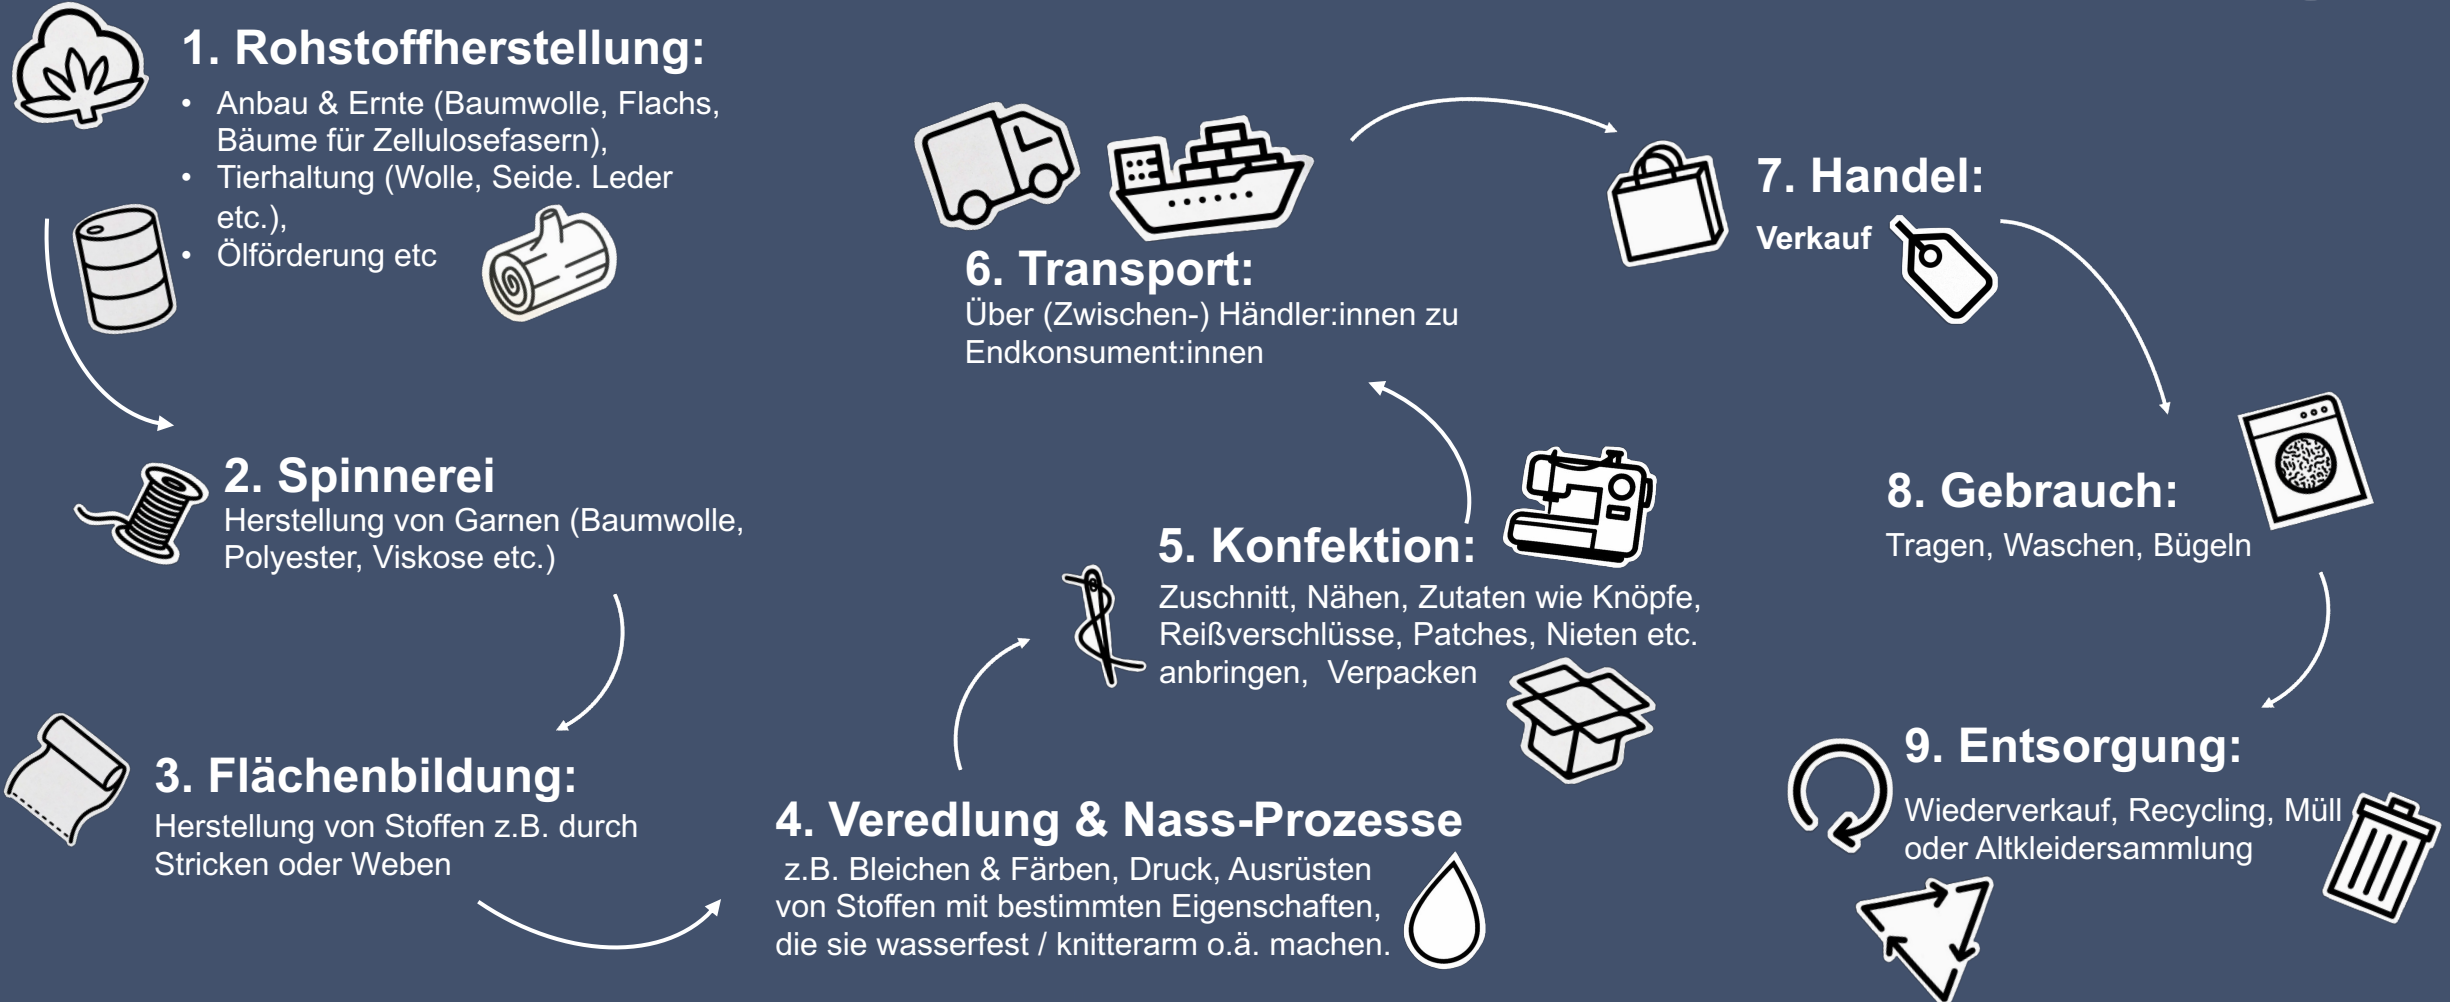 1. Rohstoffherstellung:
• Anbau & Ernte (Baumwolle, Flachs,
Bäume für Zellulosefasern),
• Tierhaltung (Wolle, Seide. Leder
etc.),
• Ölförderung etc
2. Spinnerei
Herstellung von Garnen (Baumwolle,
Polyester, Viskose etc.)
3. Flächenbildung:
Herstellung von Stoffen z.B. durch
Stricken oder Weben
4. Veredlung & Nass-Prozesse
z.B. Bleichen & Färben, Druck, Ausrüsten
von Stoffen mit bestimmten Eigenschaften,
die sie wasserfest / knitterarm o.ä. machen.
5. Konfektion:
Zuschnitt, Nähen, Zutaten wie Knöpfe,
Reißverschlüsse, Patches, Nieten etc.
anbringen,  Verpacken
6. Transport:
Über (Zwischen-) Händler:innen zu
Endkonsument:innen
7. Handel:
Verkauf
8. Gebrauch:
Tragen, Waschen, Bügeln
9. Entsorgung:
Wiederverkauf, Recycling, Müll
oder Altkleidersammlung